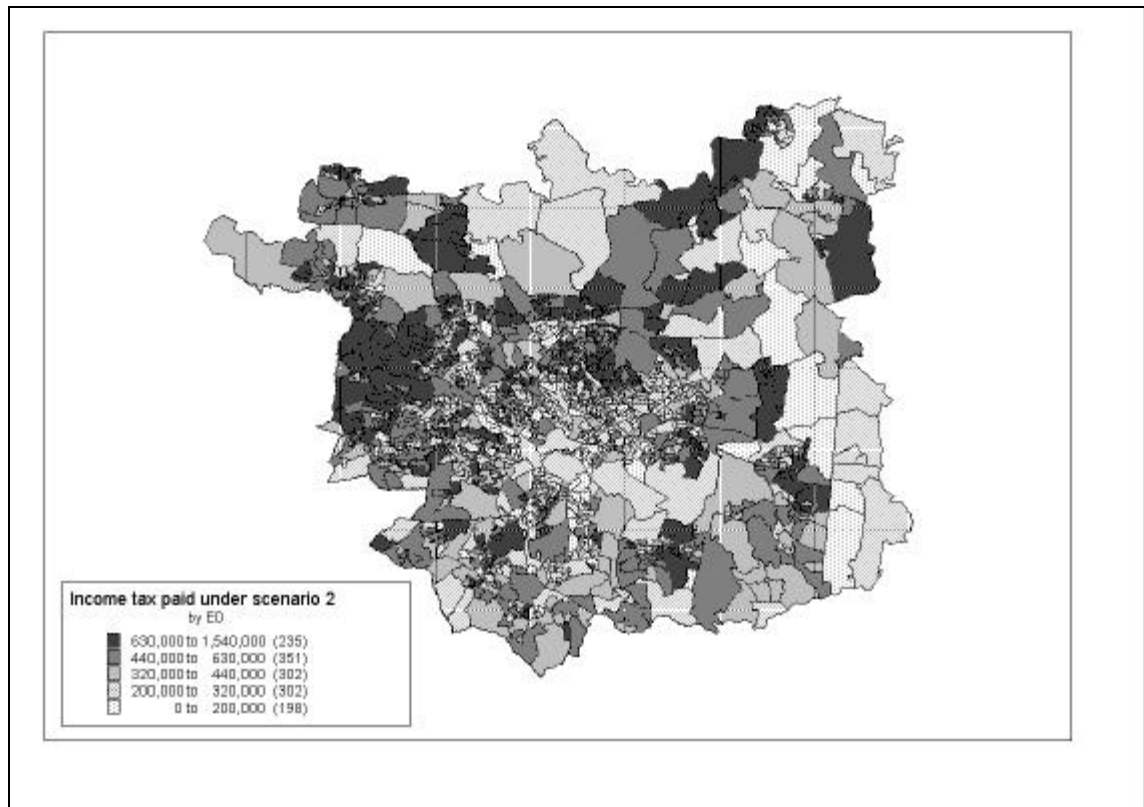 Income tax paid under scenario 2
by ED
630,000 to 1,540,000 (235)
440,000 to 630,000 (351)
320,000 to 440,000 (302)
200,000 to 320,000 (302)
0 to 200,000 (198)